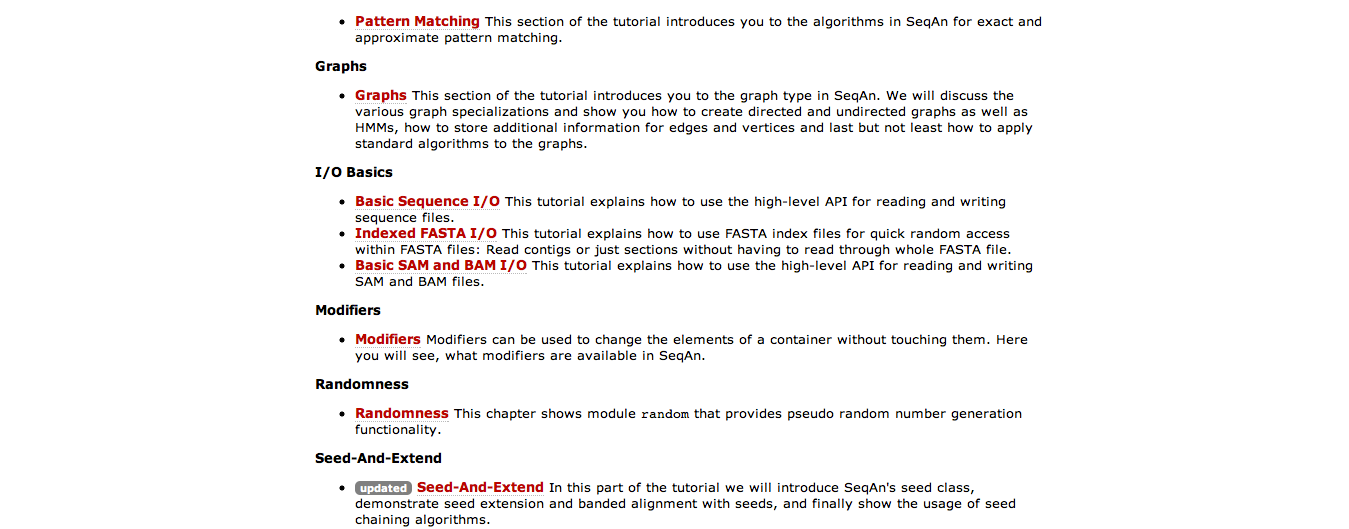 • Pattern Matching This section of the tutorial introduces you to the algorithms in SeqAn for exact and
approximate pattern matching.
Graphs
• Graphs This section of the tutorial introduces you to the graph type in SeqAn. We will discuss the
various graph specializations and show you how to create directed and undirected graphs as well as
HMMs, how to store additional information for edges and vertices and last but not least how to apply
standard algorithms to the graphs.
I/O Basics
• Basic Sequence I/O This tutorial explains how to use the high-level API for reading and writing
sequence files.
• Indexed FASTA I/O This tutorial explains how to use FASTA index files for quick random access
within FASTA files: Read contigs or just sections without having to read through whole FASTA file.
• Basic SAM and BAM I/O This tutorial explains how to use the high-level API for reading and writing
SAM and BAM files.
Modifiers
• Modifiers Modifiers can be used to change the elements of a container without touching them. Here
you will see, what modifiers are available in SeqAn.
Randomness
• Randomness This chapter shows module random that provides pseudo random number generation
functionality.
Seed-And-Extend
• updated Seed-And-Extend In this part of the tutorial we will introduce SeqAn's seed class,
demonstrate seed extension and banded alignment with seeds, and finally show the usage of seed
chaining algorithms.